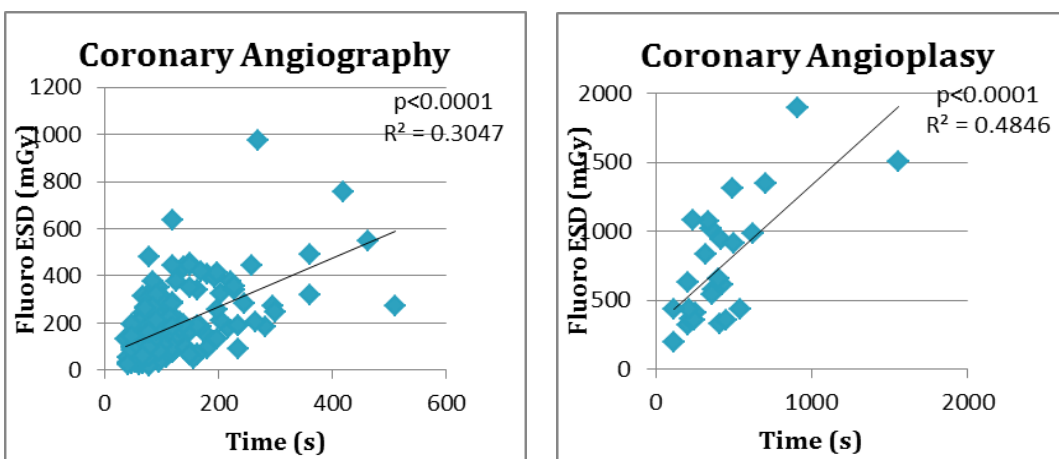 Coronary Angiography
p<0.0001
R² = 0.3047
Fluoro ESD (mGy)
1200
1000
800
600
400
200
0
0 200 400 600
Time (s)
Coronary Angioplasy
p<0.0001
R² = 0.4846
Fluoro ESD (mGy)
2000
1500
1000
500
0
0 1000 2000
Time (s)